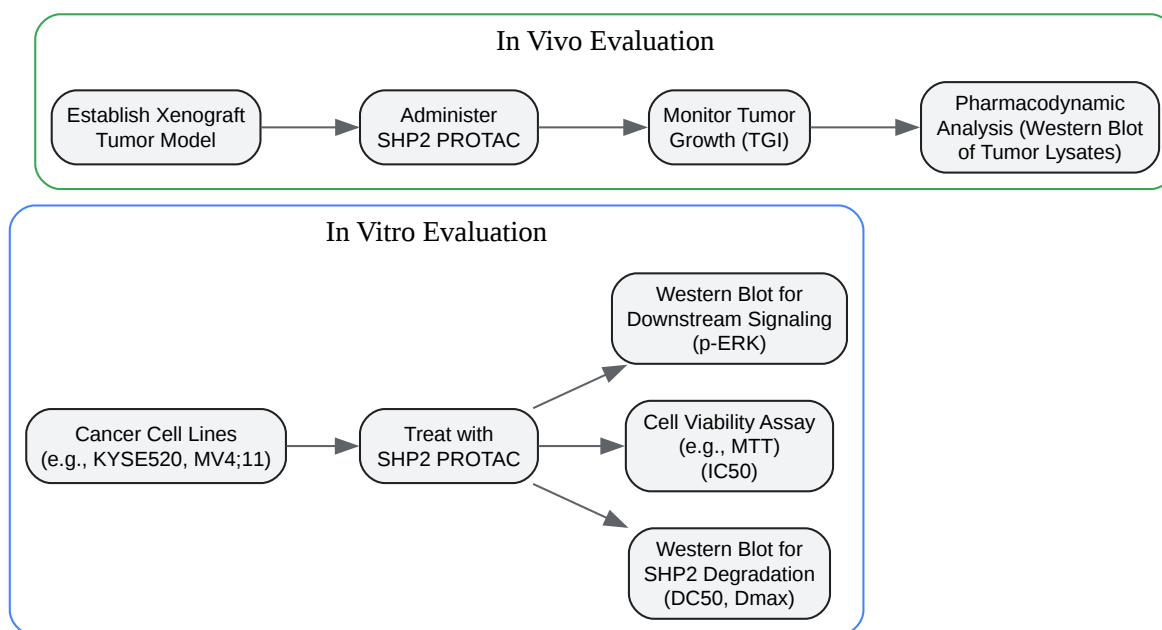 In Vivo Evaluation
Establish Xenograft
Tumor Model
Administer
SHP2 PROTAC
Monitor Tumor
Growth (TGI)
Pharmacodynamic
Analysis (Western Blot
of Tumor Lysates)
In Vitro Evaluation
Cancer Cell Lines
(e.g., KYSE520, MV4;11)
Treat with
SHP2 PROTAC
Western Blot for
Downstream Signaling
(p-ERK)
Cell Viability Assay
(e.g., MTT)
(IC50)
Western Blot for
SHP2 Degradation
(DC50, Dmax)